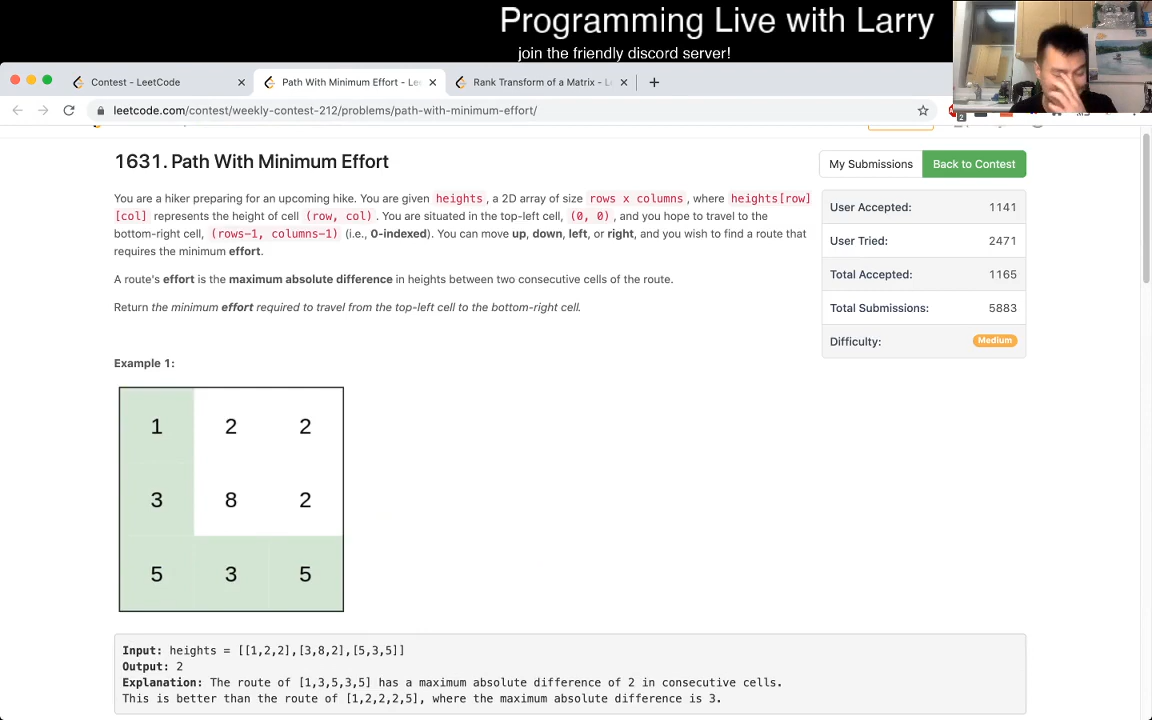 Programming Live with Larry
join the friendly discord server!
Contest - LeetCode
Path With Minimum Effort - Le
Rank Transform of a Matrix - L
leetcode.com/contest/weekly-contest-212/problems/path-with-minimum-effort/
2
1631. Path With Minimum Effort
My Submissions
Back to Contest
You are a hiker preparing for an upcoming hike. You are given heights , a 2D array of size rows x columns , where heights[row]
[col] represents the height of cell (row, col) . You are situated in the top-left cell, (0, 0) , and you hope to travel to the
bottom-right cell, (rows-1, columns-1) (i.e., 0-indexed). You can move up, down, left, or right, and you wish to find a route that
requires the minimum effort.
A route's effort is the maximum absolute difference in heights between two consecutive cells of the route.
Return the minimum effort required to travel from the top-left cell to the bottom-right cell.
User Accepted: 1141
User Tried: 2471
Total Accepted: 1165
Total Submissions: 5883
Difficulty: Medium
Example 1:
1 2 2
3 8 2
5 3 5
Input: heights = [[1,2,2],[3,8,2],[5,3,5]]
Output: 2
Explanation: The route of [1,3,5,3,5] has a maximum absolute difference of 2 in consecutive cells.
This is better than the route of [1,2,2,2,5], where the maximum absolute difference is 3.